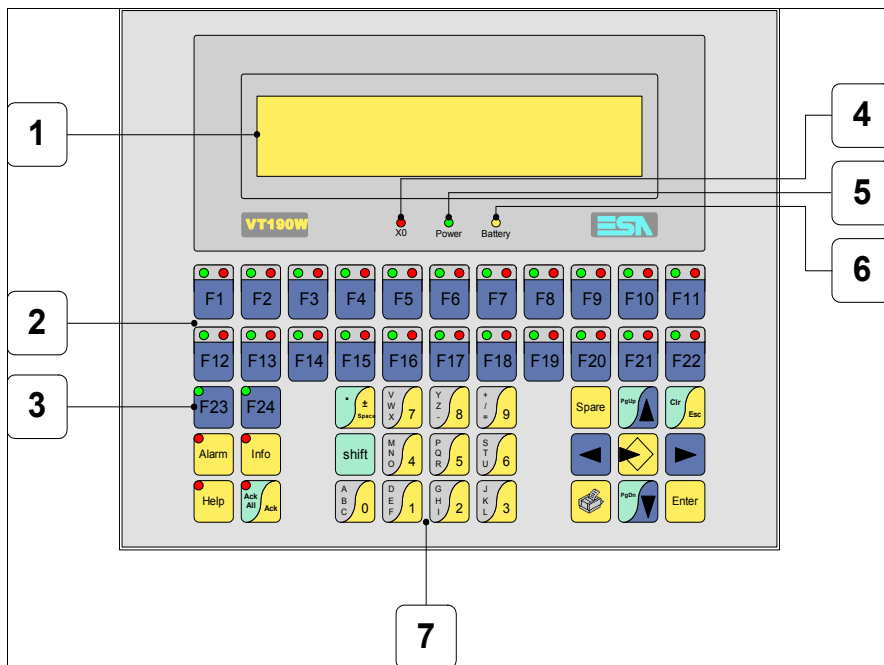 1
4
5
6
VT190W
X0 Power Battery
ESA
F1 F2 F3 F4 F5 F6 F7 F8 F9 F10 F11
2
F12 F13 F14 F15 F16 F17 F18 F19 F20 F21 F22
3
F23 F24
. ± Space
V W X 7
Y Z - 8
+ / = 9
Spare
PgUp
Clr Esc
Alarm Info
shift
M N O 4
P Q R 5
S T U 6
Help
Ack All Ack
A B C 0
D E F 1
G H I 2
J K L 3
PgDn
Enter
7